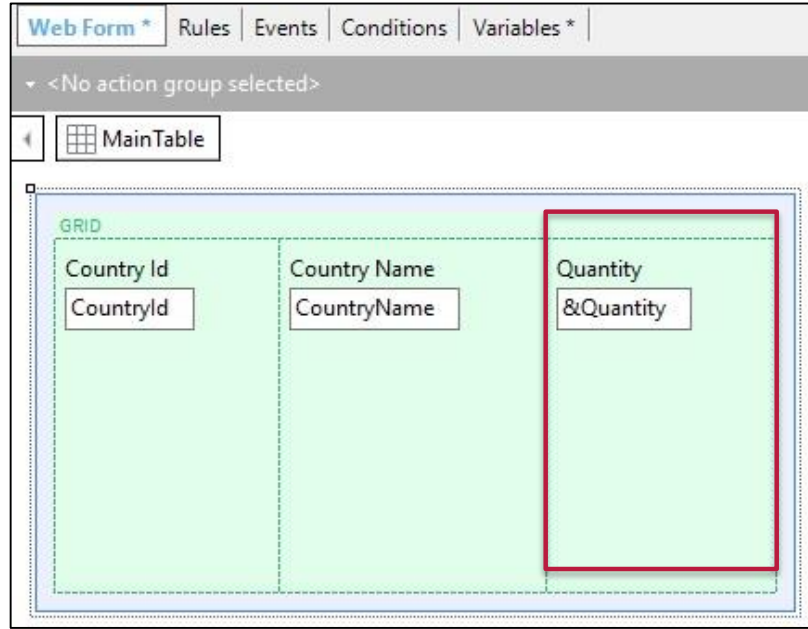 Web Form * Rules Events Conditions Variables *
<No action group selected>
MainTable
GRID
Country Id Country Name Quantity
CountryId CountryName &Quantity